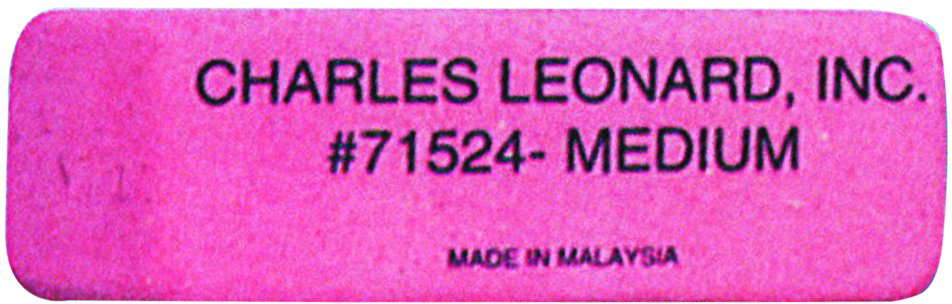 CHARLES LEONARD, INC.
#71524- MEDIUM
MADE IN MALAYSIA